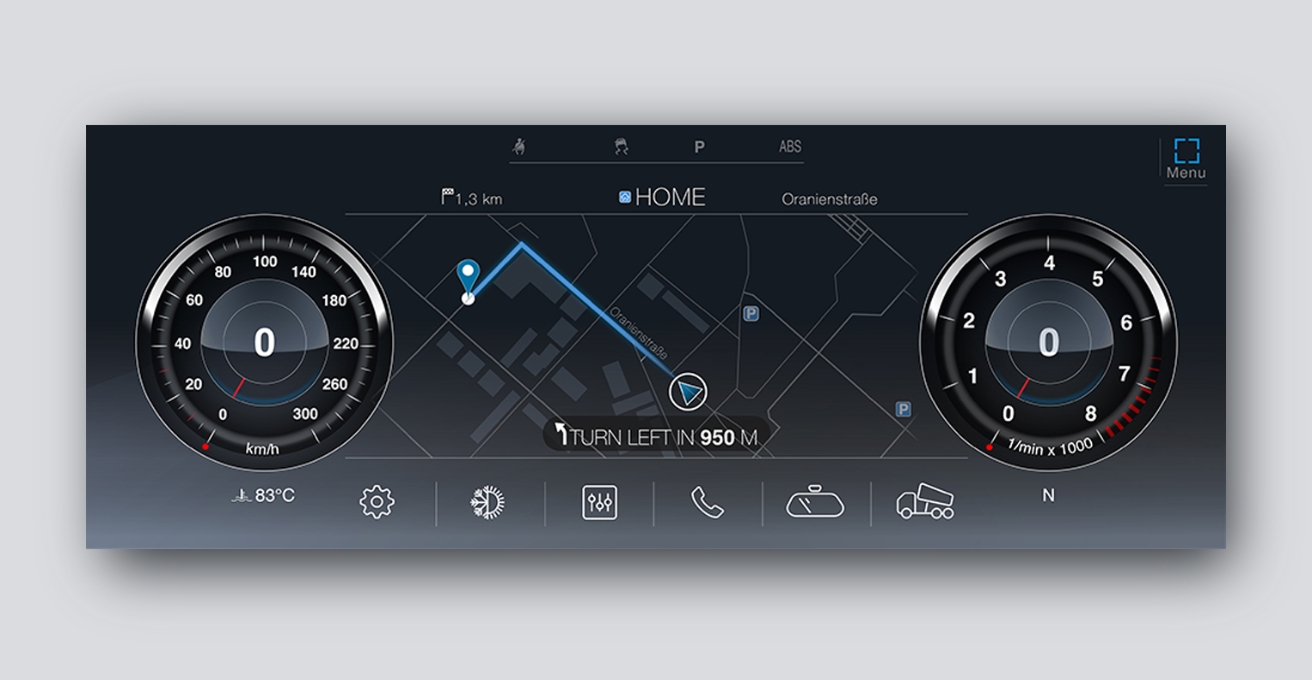 P ABS
Menu
1,3 km HOME Oranienstraße
0 20 40 60 80 100 140 180 220 260 300
0
km/h
Oranienstraße
P
P
TURN LEFT IN 950 M
0 1 2 3 4 5 6 7 8
0
1/min x 1000
83°C
N